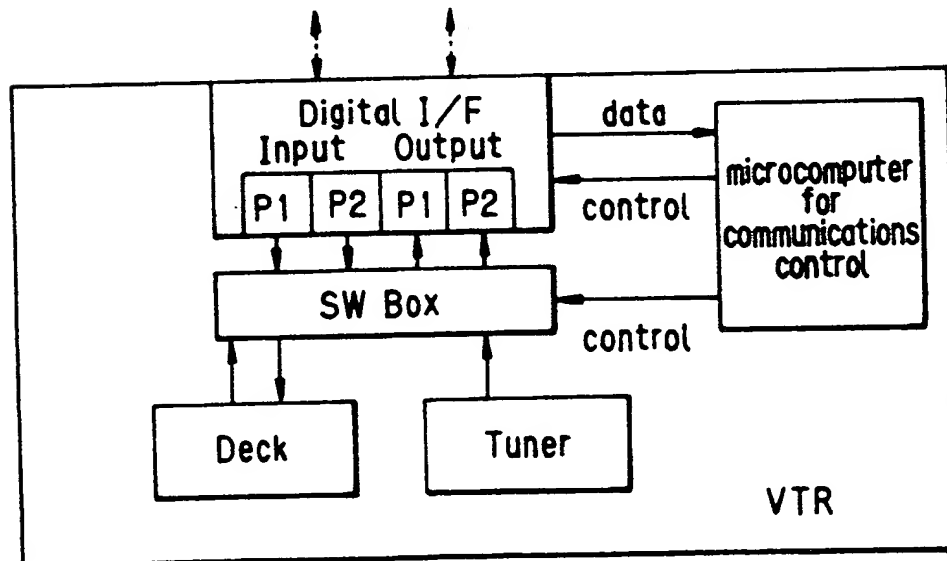 Digital I/F
Input Output
P1 P2 P1 P2
data
control
microcomputer
for
communications
control
SW Box
control
Deck
Tuner
VTR